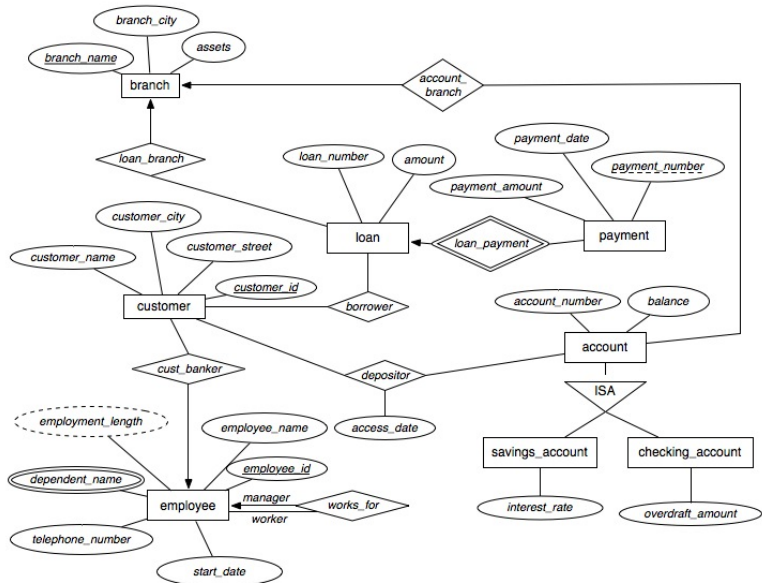 branch_city
branch_name
assets
branch
account_
branch
loan_branch
loan_number
amount
payment_date
payment_number
payment_amount
loan
loan_payment
payment
customer_city
customer_street
customer_name
customer_id
customer
borrower
account_number
balance
account
cust_banker
depositor
ISA
employment_length
employee_name
access_date
savings_account
checking_account
dependent_name
employee_id
employee
manager
works_for
worker
interest_rate
overdraft_amount
telephone_number
start_date